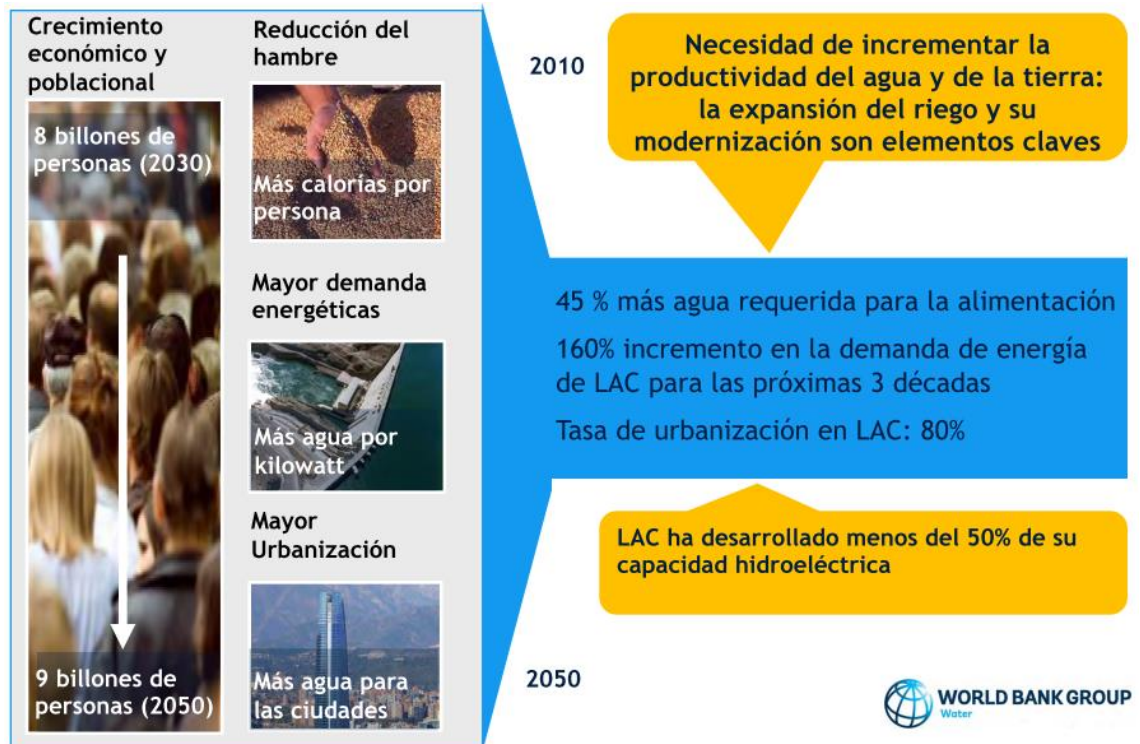 Crecimiento
económico y
poblacional
8 billones de
personas (2030)
9 billones de
personas (2050)
Reducción del
hambre
Más calorías por
persona
Mayor demanda
energéticas
Más agua por
kilowatt
Mayor
Urbanización
Más agua para
las ciudades
2010
2050
Necesidad de incrementar la
productividad del agua y de la tierra:
la expansión del riego y su
modernización son elementos claves
45 % más agua requerida para la alimentación
160% incremento en la demanda de energía
de LAC para las próximas 3 décadas
Tasa de urbanización en LAC: 80%
LAC ha desarrollado menos del 50% de su
capacidad hidroeléctrica
WORLD BANK GROUP
Water